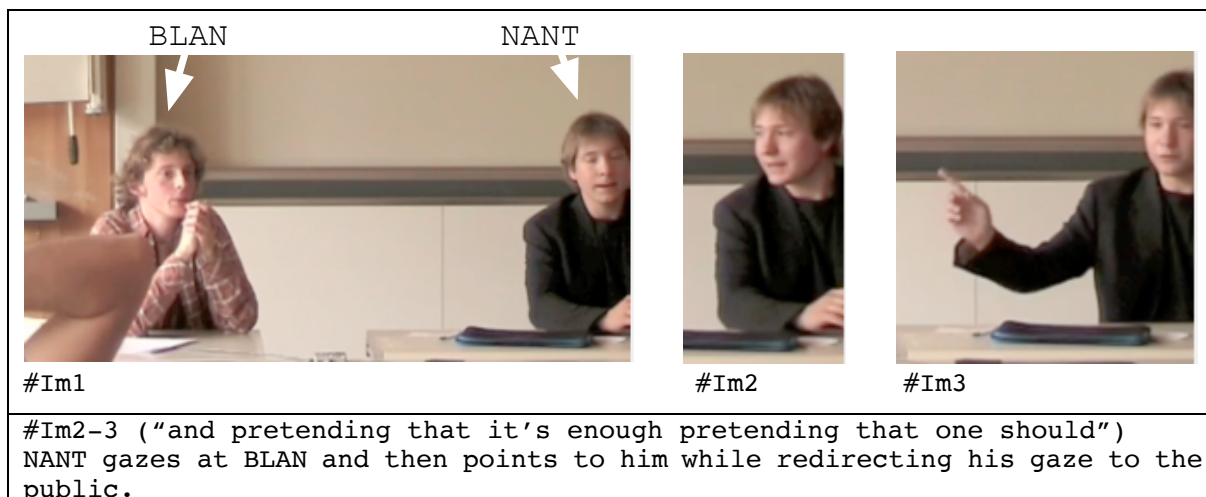 BLAN NANT
#Im1 #Im2 #Im3
#Im2-3 (“and pretending that it’s enough pretending that one should”)
NANT gazes at BLAN and then points to him while redirecting his gaze to the
public.